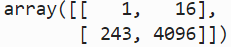 array([[   1,   16],
       [ 243, 4096]])